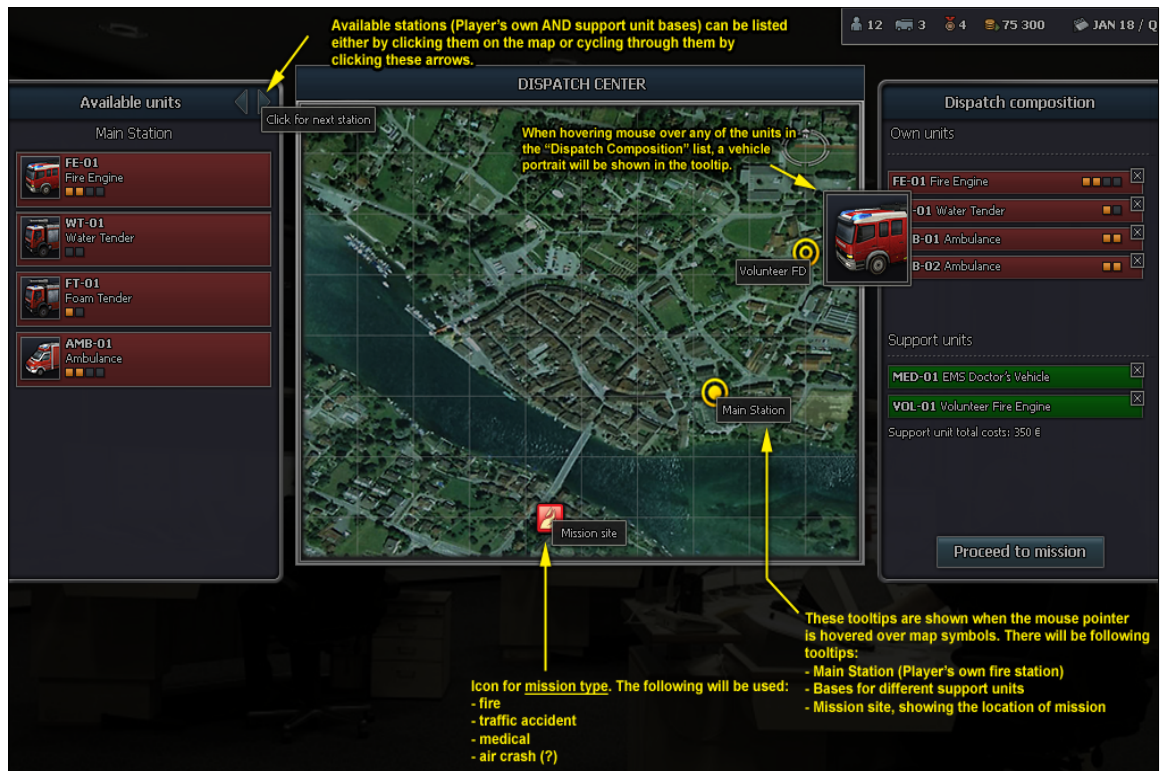 Available stations (Player's own AND support unit bases) can be listed
either by clicking them on the map or cycling through them by
clicking these arrows.
12 3 4 75 300 JAN 18 / Q
Available units
Click for next station
Main Station
FE-01
Fire Engine
WT-01
Water Tender
FT-01
Foam Tender
AMB-01
Ambulance
DISPATCH CENTER
When hovering mouse over any of the units in
the "Dispatch Composition" list, a vehicle
portrait will be shown in the tooltip.
Volunteer FD
Main Station
Mission site
Dispatch composition
Own units
FE-01 Fire Engine
-01 Water Tender
B-01 Ambulance
B-02 Ambulance
Support units
MED-01 EMS Doctor's Vehicle
VOL-01 Volunteer Fire Engine
Support unit total costs: 350 €
Proceed to mission
Icon for mission type. The following will be used:
- fire
- traffic accident
- medical
- air crash (?)
These tooltips are shown when the mouse pointer
is hovered over map symbols. There will be following
tooltips:
- Main Station (Player's own fire station)
- Bases for different support units
- Mission site, showing the location of mission